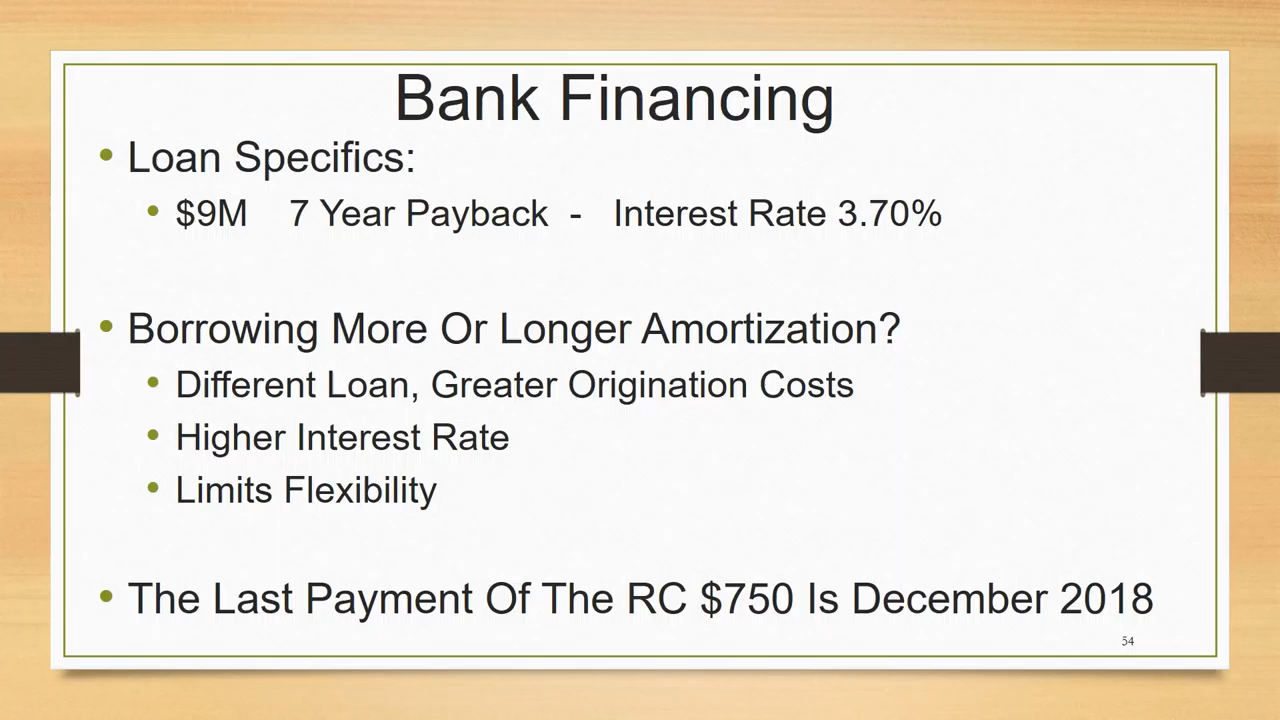 Bank Financing
• Loan Specifics:
• $9M 7 Year Payback - Interest Rate 3.70%
• Borrowing More Or Longer Amortization?
• Different Loan, Greater Origination Costs
• Higher Interest Rate
• Limits Flexibility
• The Last Payment Of The RC $750 Is December 2018
54